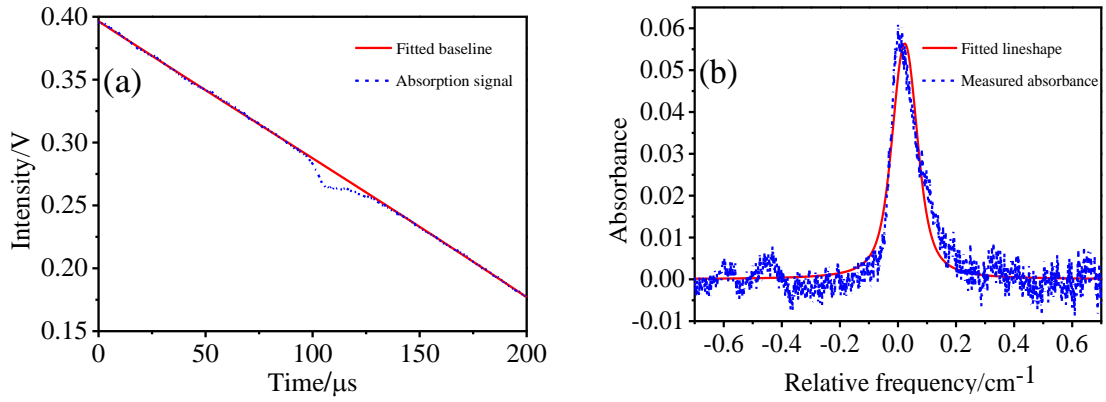 (a)
Fitted baseline
Absorption signal
Intensity/V
0.40
0.35
0.30
0.25
0.20
0.15
0 50 100 150 200
Time/μs
(b)
Fitted lineshape
Measured absorbance
Absorbance
0.06
0.05
0.04
0.03
0.02
0.01
0.00
-0.01
-0.6 -0.4 -0.2 0.0 0.2 0.4 0.6
Relative frequency/cm⁻¹